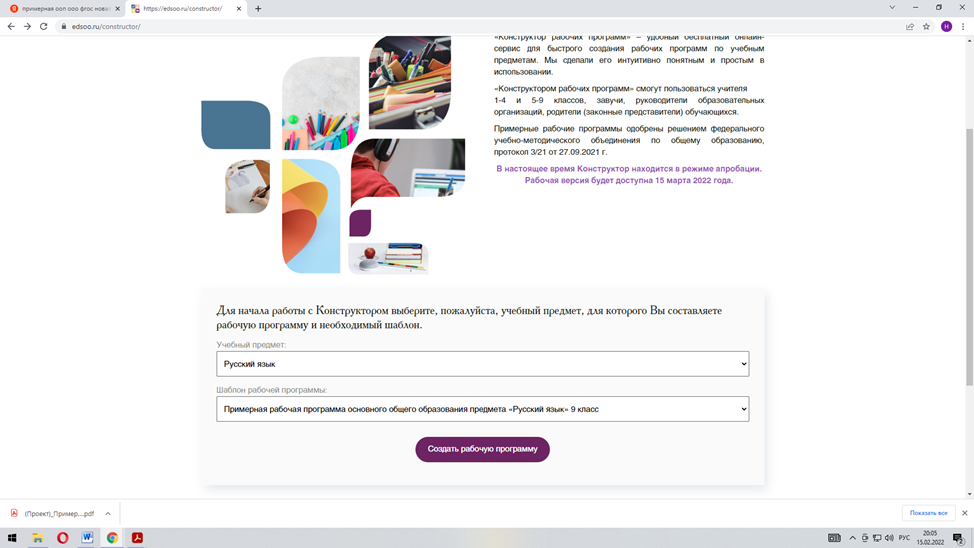 примерная ооп ооо фгос нова
https://edsoo.ru/constructor/
edsoo.ru/constructor/
Н
«Конструктор рабочих программ» – удобный бесплатный онлайн-
сервис для быстрого создания рабочих программ по учебным
предметам. Мы сделали его интуитивно понятным и простым в
использовании.
«Конструктором рабочих программ» смогут пользоваться учителя
1-4 и 5-9 классов, завучи, руководители образовательных
организаций, родители (законные представители) обучающихся.
Примерные рабочие программы одобрены решением федерального
учебно-методического объединения по общему образованию,
протокол 3/21 от 27.09.2021 г.
В настоящее время Конструктор находится в режиме апробации.
Рабочая версия будет доступна 15 марта 2022 года.
Для начала работы с Конструктором выберите, пожалуйста, учебный предмет, для которого Вы составляете
рабочую программу и необходимый шаблон.
Учебный предмет:
Русский язык
Шаблон рабочей программы:
Примерная рабочая программа основного общего образования предмета «Русский язык» 9 класс
Создать рабочую программу
(Проект)_Пример....pdf
Показать все
РУС
20:05
15.02.2022
2